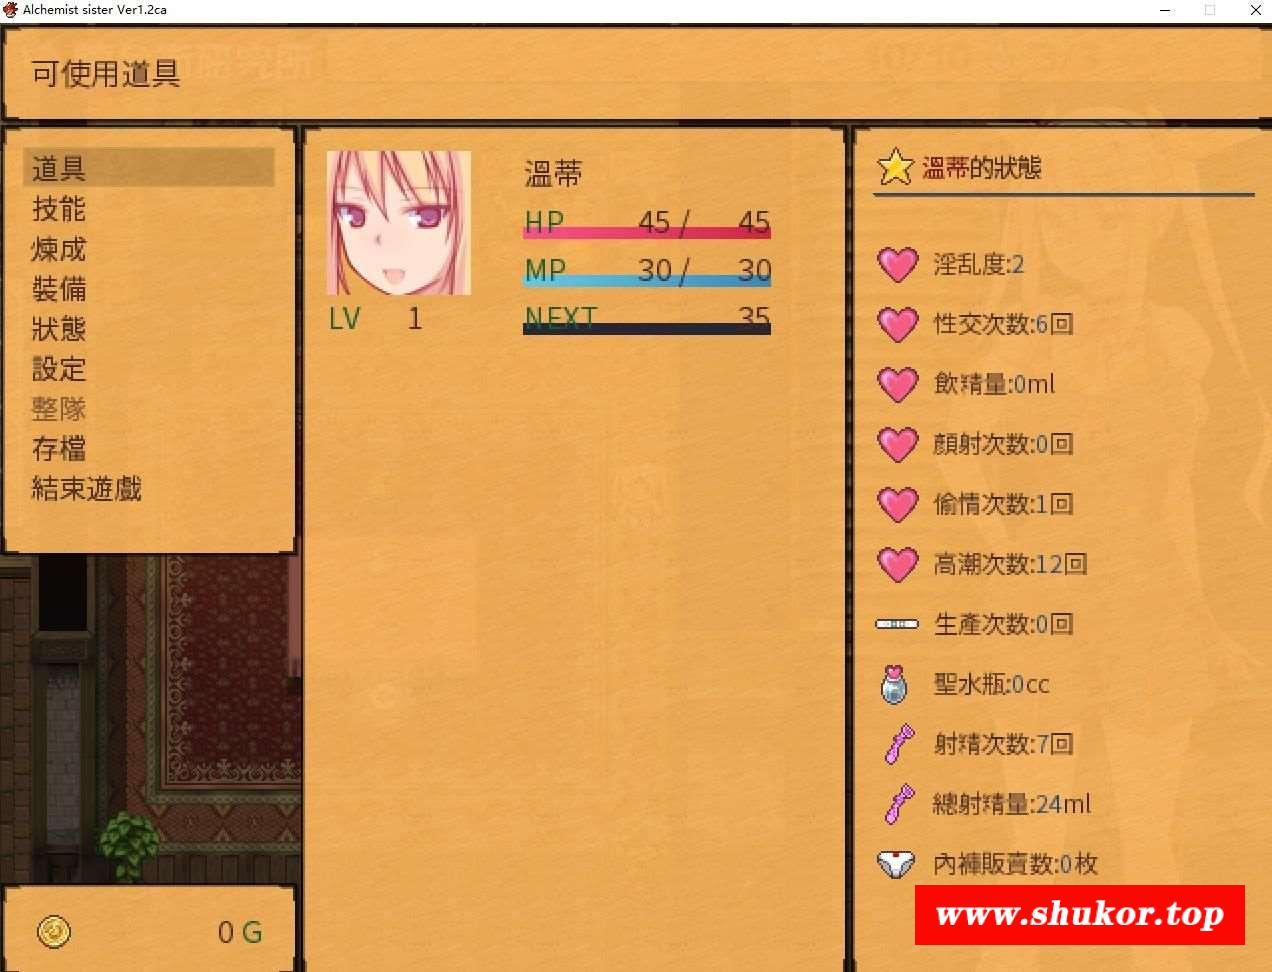 Alchemist sister Ver1.2ca
可使用道具
道具
技能
煉成
裝備
狀態
設定
整隊
存檔
結束遊戲
溫蒂
HP 45 / 45
MP 30 / 30
LV 1
NEXT 35
溫蒂的狀態
淫乱度:2
性交次数:6回
飲精量:0ml
顏射次数:0回
偷情次数:1回
高潮次数:12回
生產次数:0回
聖水瓶:0cc
射精次数:7回
總射精量:24ml
內褲販賣数:0枚
0 G
www.shukor.top